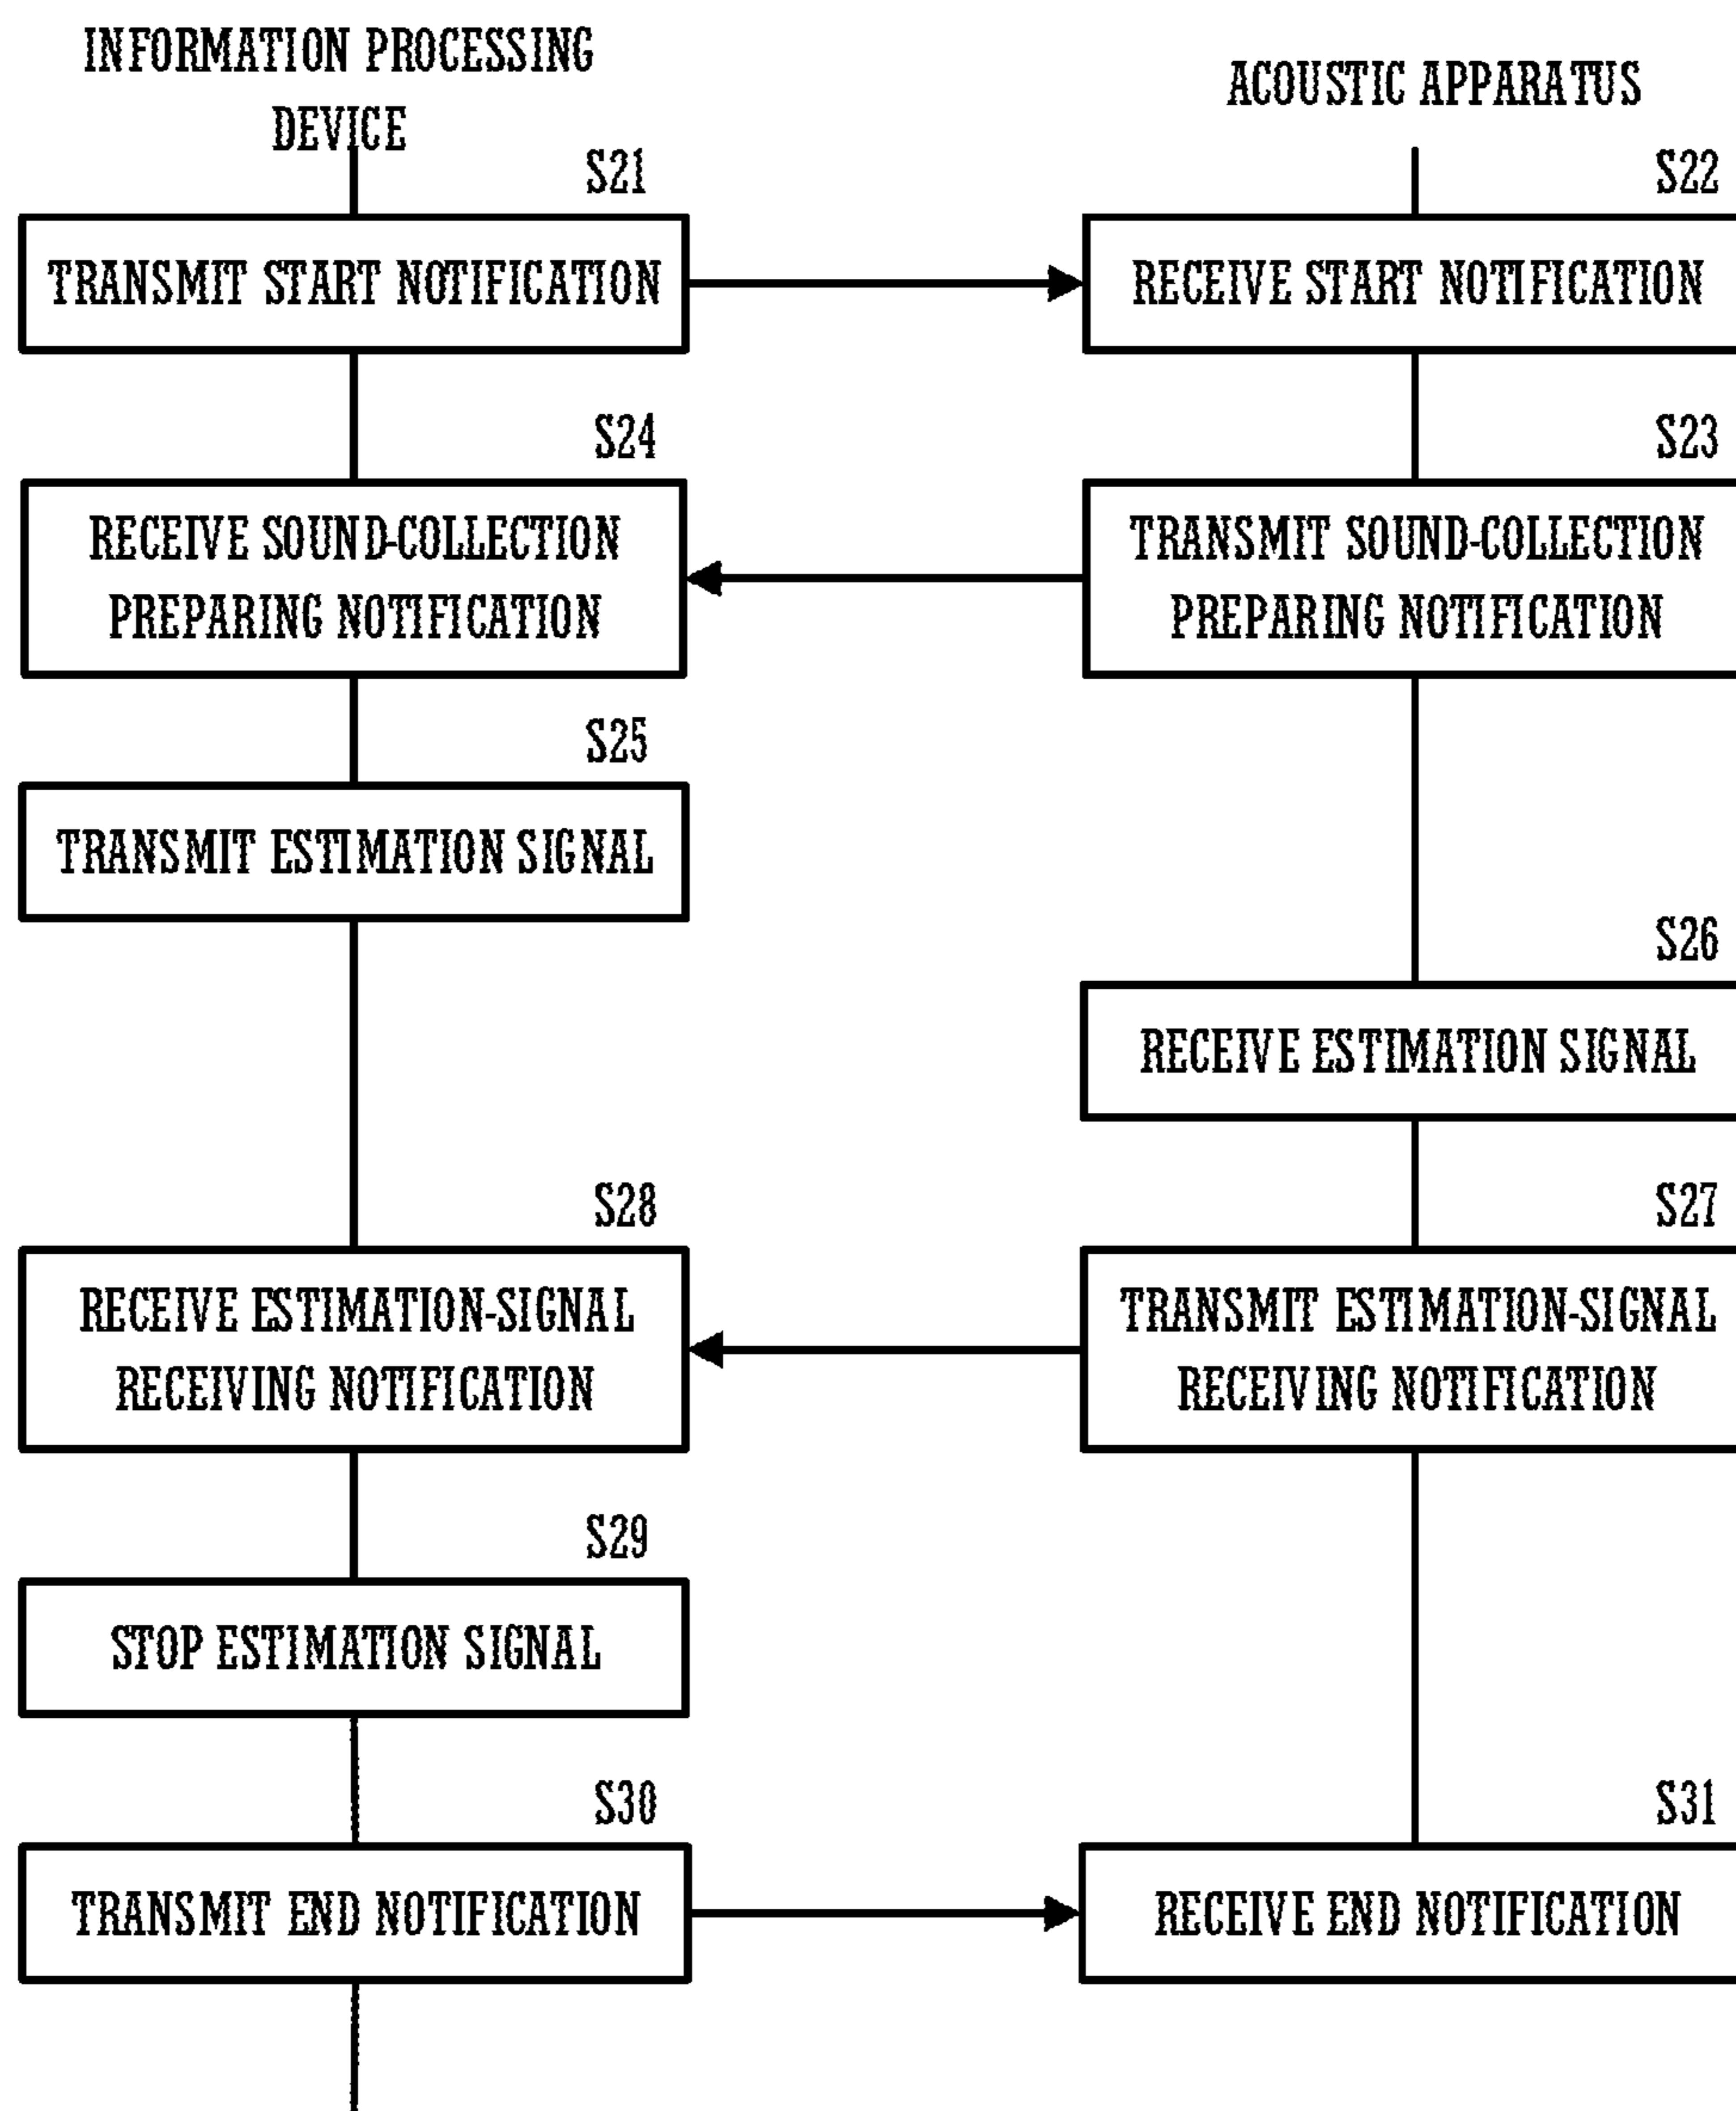 INFORMATION PROCESSING
DEVICE
ACOUSTIC APPARATUS
S21
TRANSMIT START NOTIFICATION
S22
RECEIVE START NOTIFICATION
S24
RECEIVE SOUND-COLLECTION
PREPARING NOTIFICATION
S23
TRANSMIT SOUND-COLLECTION
PREPARING NOTIFICATION
S25
TRANSMIT ESTIMATION SIGNAL
S26
RECEIVE ESTIMATION SIGNAL
S28
RECEIVE ESTIMATION-SIGNAL
RECEIVING NOTIFICATION
S27
TRANSMIT ESTIMATION-SIGNAL
RECEIVING NOTIFICATION
S29
STOP ESTIMATION SIGNAL
S30
TRANSMIT END NOTIFICATION
S31
RECEIVE END NOTIFICATION